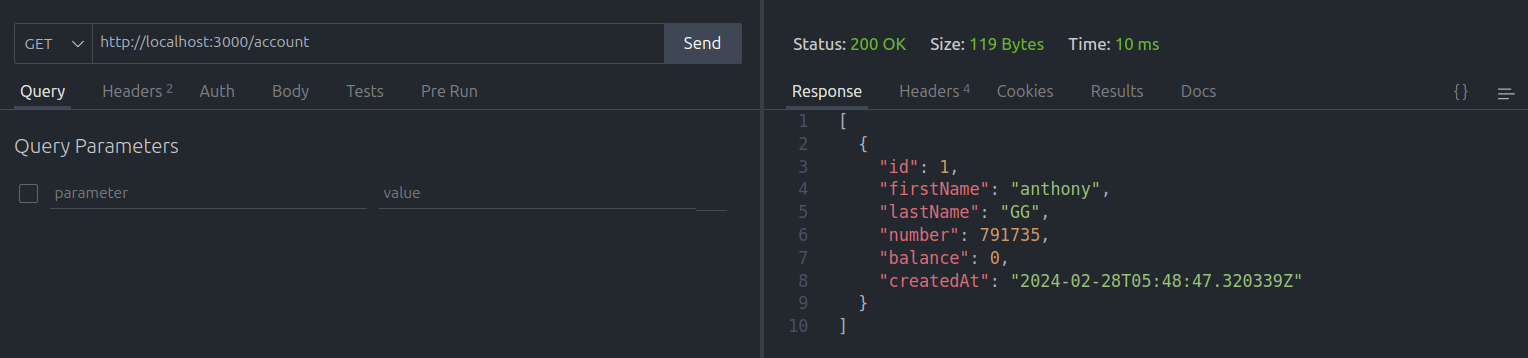 GET http://localhost:3000/account Send
Query Headers 2 Auth Body Tests Pre Run
Query Parameters
parameter value
Status: 200 OK Size: 119 Bytes Time: 10 ms
Response Headers 4 Cookies Results Docs { }
1 [
2 {
3 "id": 1,
4 "firstName": "anthony",
5 "lastName": "GG",
6 "number": 791735,
7 "balance": 0,
8 "createdAt": "2024-02-28T05:48:47.320339Z"
9 }
10 ]